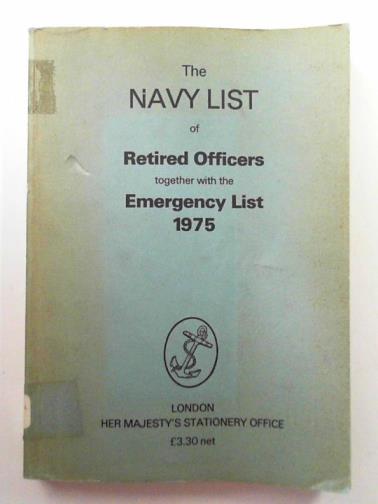 The
NAVY LIST
of
Retired Officers
together with the
Emergency List
1975
LONDON
HER MAJESTY'S STATIONERY OFFICE
£3.30 net